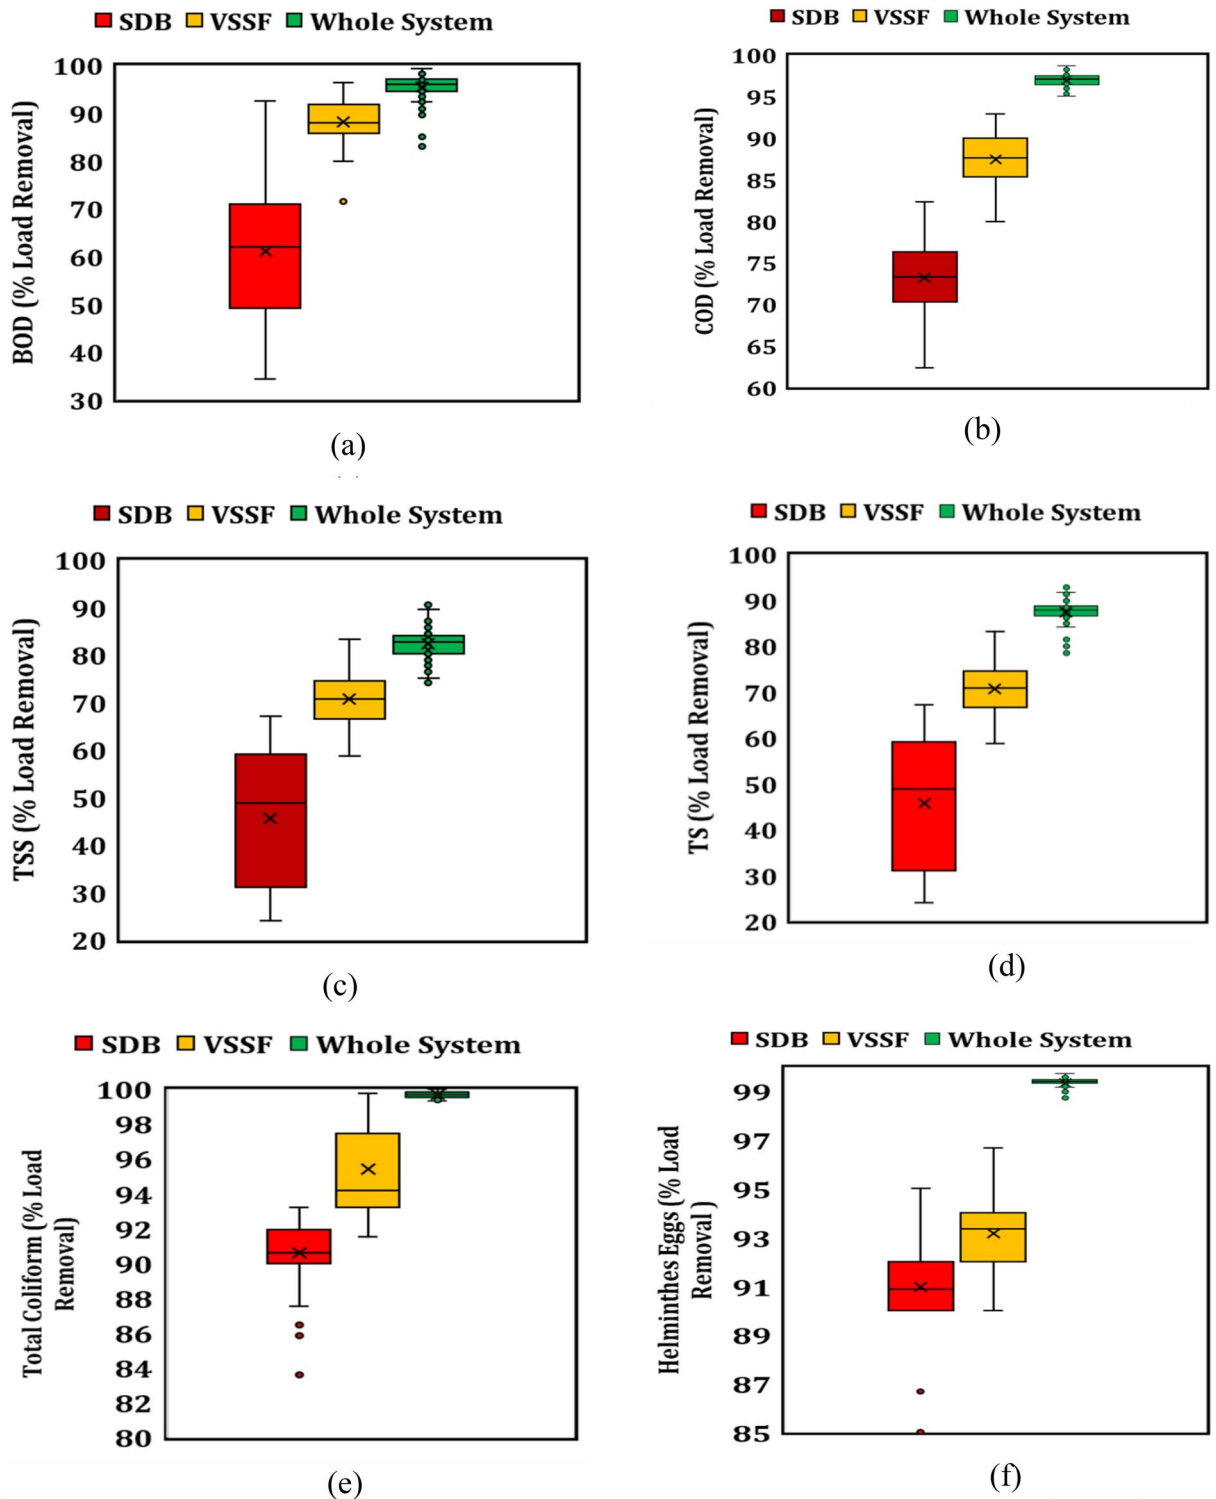 SDB VSSF Whole System
BOD (% Load Removal)
100
90
80
70
60
50
40
30
(a)
SDB VSSF Whole System
COD (% Load Removal)
100
95
90
85
80
75
70
65
60
(b)
SDB VSSF Whole System
TSS (% Load Removal)
100
90
80
70
60
50
40
30
20
(c)
SDB VSSF Whole System
TS (% Load Removal)
100
90
80
70
60
50
40
30
20
(d)
SDB VSSF Whole System
Total Coliform (% Load
Removal)
100
98
96
94
92
90
88
86
84
82
80
(e)
SDB VSSF Whole System
Helminthes Eggs (% Load
Removal )
99
97
95
93
91
89
87
85
(f)